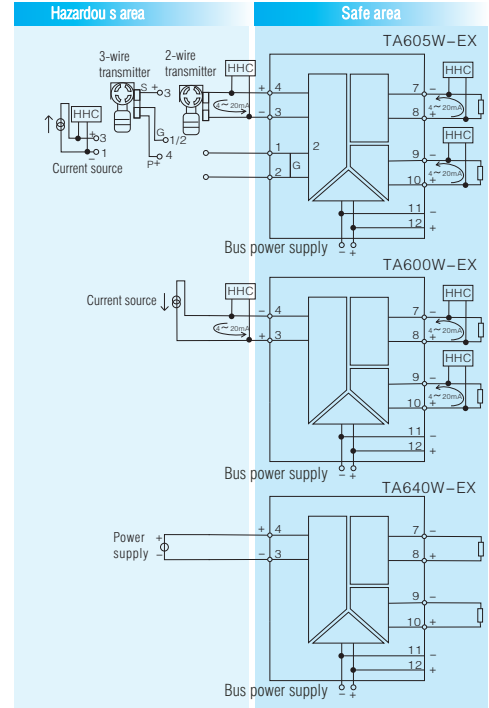 Hazardou s area
Safe area
TA605W-EX
3-wire
transmitter
2-wire
transmitter
HHC
HHC
S +3
+ 4
4~20mA
- 3
7 -
4~20mA
8 +
HHC
+3
1
Current source
-
G
1/2
P+ 4
1
2
G
2
HHC
9 -
4~20mA
10 +
11 -
12 +
Bus power supply - +
TA600W-EX
Current source
HHC
- 4
4~20mA
+ 3
HHC
7 -
4~20mA
8 +
HHC
9 -
4~20mA
10 +
11 -
12 +
Bus power supply - +
TA640W-EX
Power
supply
+
-
+ 4
- 3
7 -
8 +
9 -
10 +
11 -
12 +
Bus power supply - +